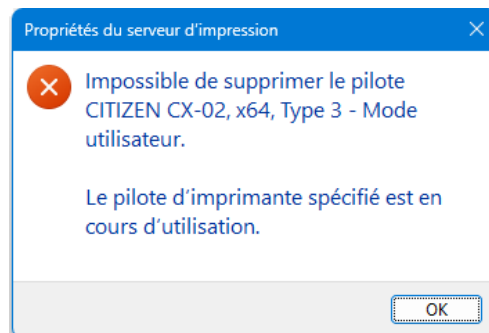 Propriétés du serveur d'impression
Impossible de supprimer le pilote
CITIZEN CX-02, x64, Type 3 - Mode
utilisateur.
Le pilote d'imprimante spécifié est en
cours d'utilisation.
OK